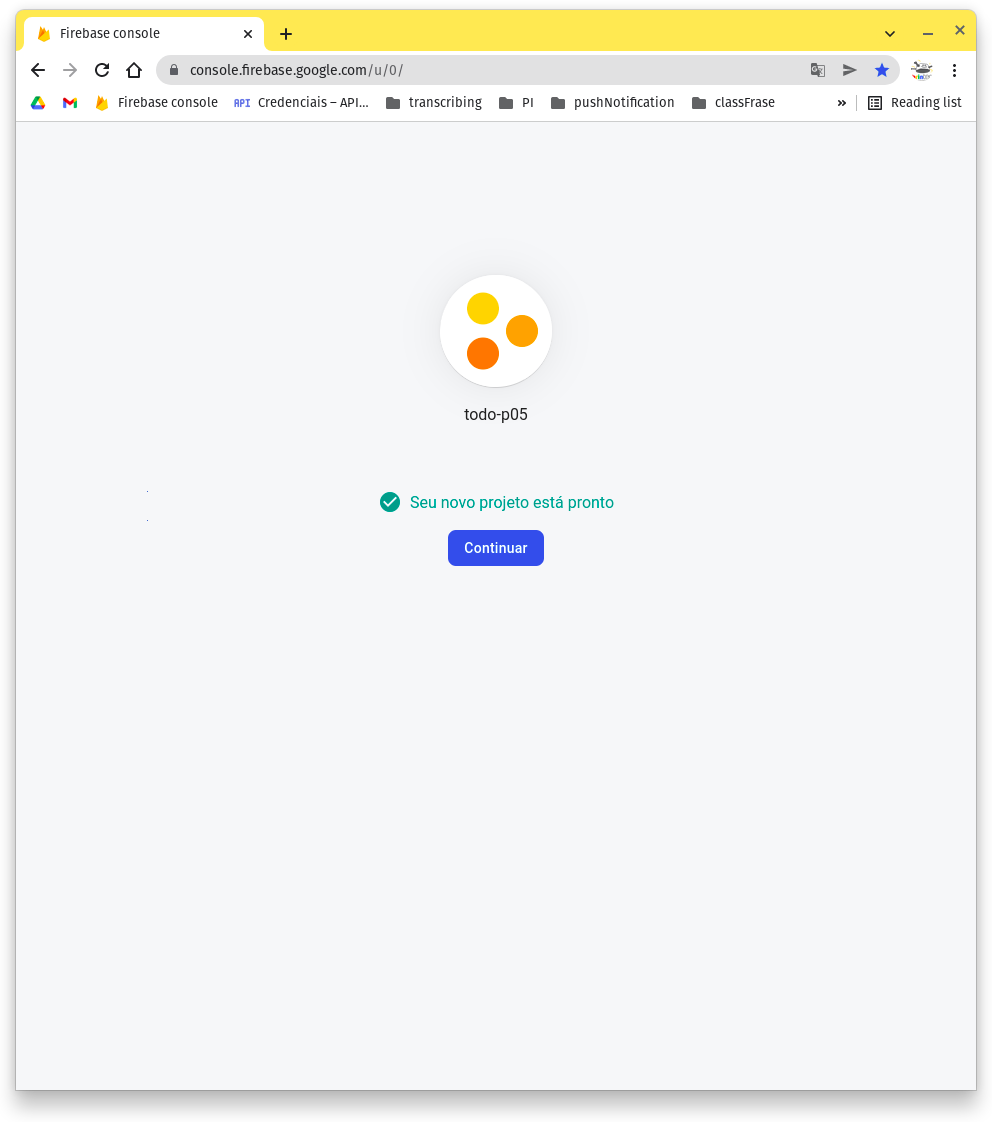 Firebase console
console.firebase.google.com/u/0/
Firebase console API Credenciais – API... transcribing PI pushNotification classFrase » Reading list
todo-p05
Seu novo projeto está pronto
Continuar